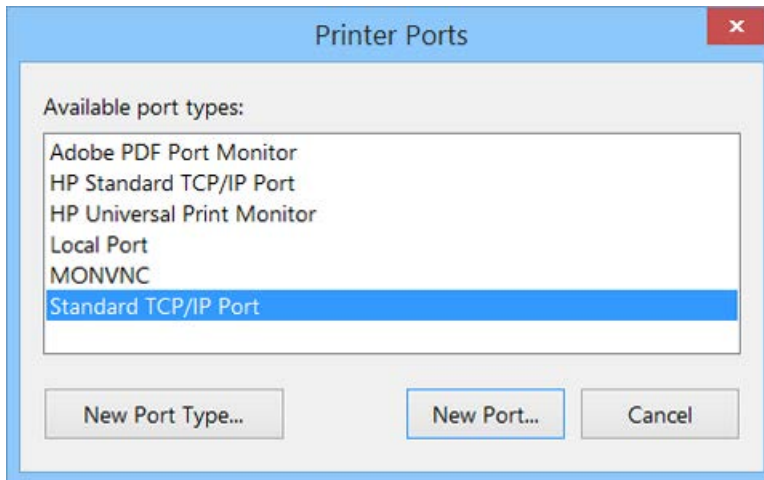 Printer Ports
Available port types:
Adobe PDF Port Monitor
HP Standard TCP/IP Port
HP Universal Print Monitor
Local Port
MONVNC
Standard TCP/IP Port
New Port Type... New Port... Cancel